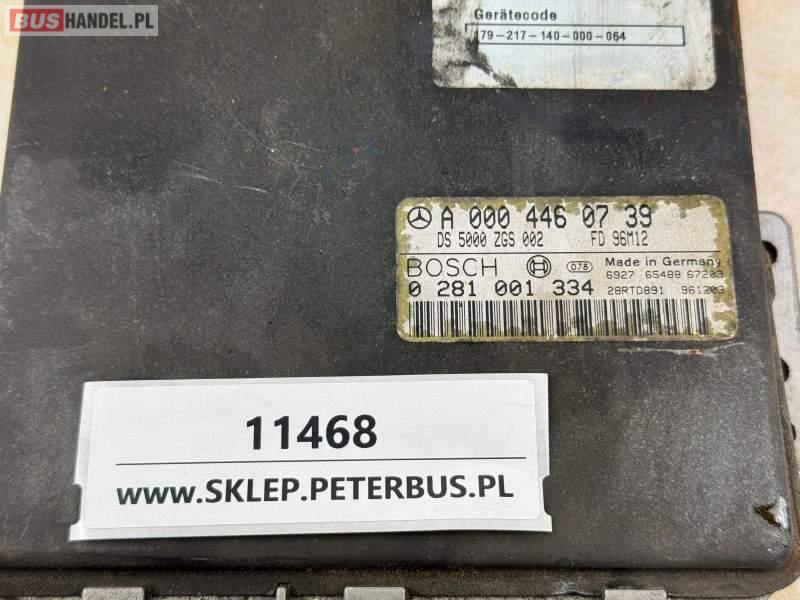 BUSHANDEL.PL
Gerätecode
179-217-140-000-064
A 000 446 07 39
DS 5000 ZGS 002 FD 96M12
BOSCH 078 Made in Germany
6927 65488 67203
0 281 001 334 28RTD891 961203
11468
www.SKLEP.PETERBUS.PL